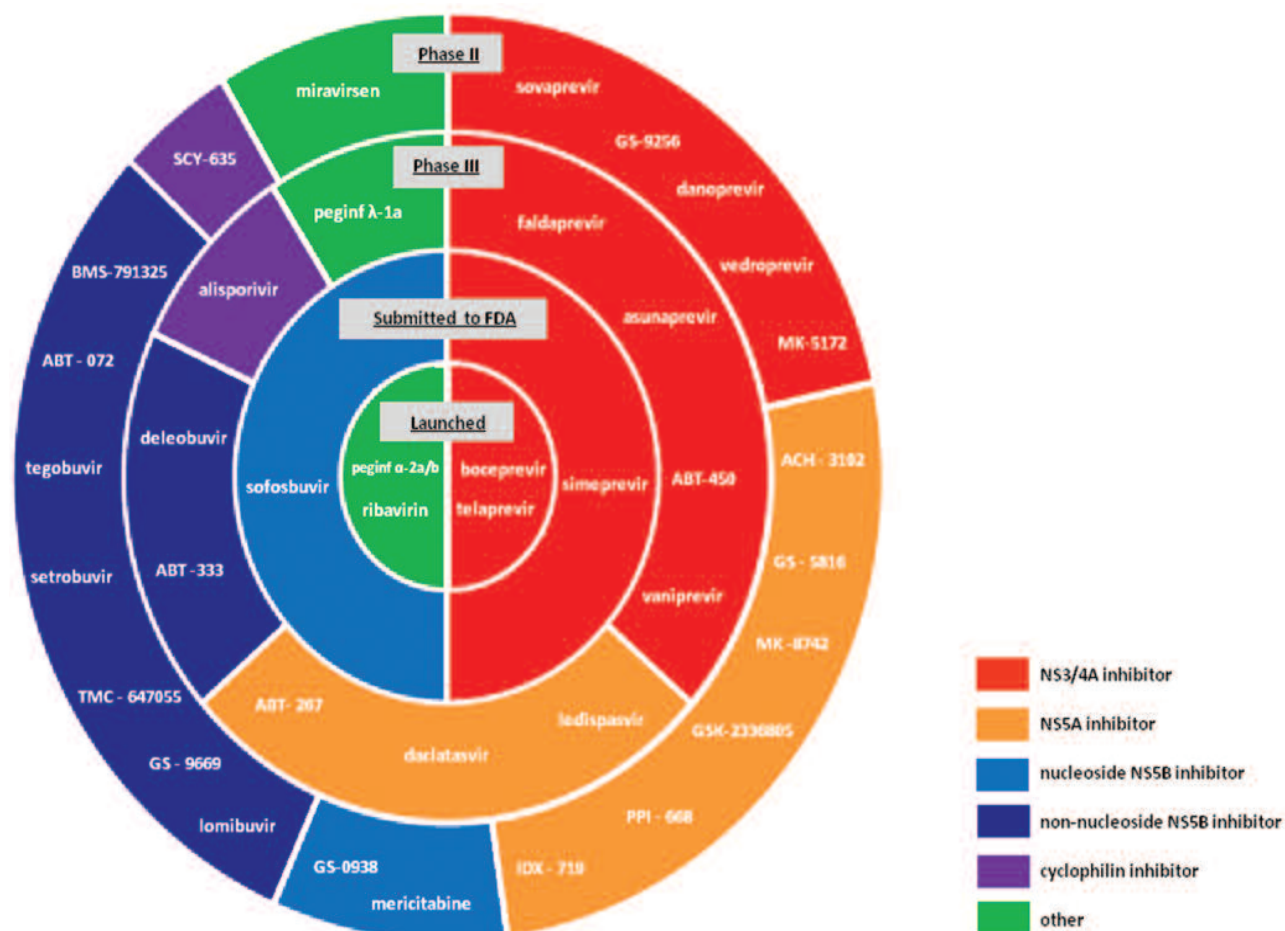 Phase II
miravirsen
sovaprevir
SCY-635
GS-9256
Phase III
danoprevir
peginf λ-1a
faldaprevir
vedroprevir
BMS-791325
alisporivir
asunaprevir
Submitted to FDA
MK-5172
ABT - 072
Launched
deleobuvir
ACH - 3102
tegobuvir
sofosbuvir
peginf α-2a/b
boceprevir
simeprevir
ABT-450
ribavirin
telaprevir
setrobuvir
ABT -333
GS - 5816
vaniprevir
MK -8742
TMC - 647055
ABT- 267
ledispasvir
GSK-2336805
daclatasvir
GS - 9669
lomibuvir
PPI - 668
GS-0938
IDX - 719
mericitabine
NS3/4A inhibitor
NS5A inhibitor
nucleoside NS5B inhibitor
non-nucleoside NS5B inhibitor
cyclophilin inhibitor
other